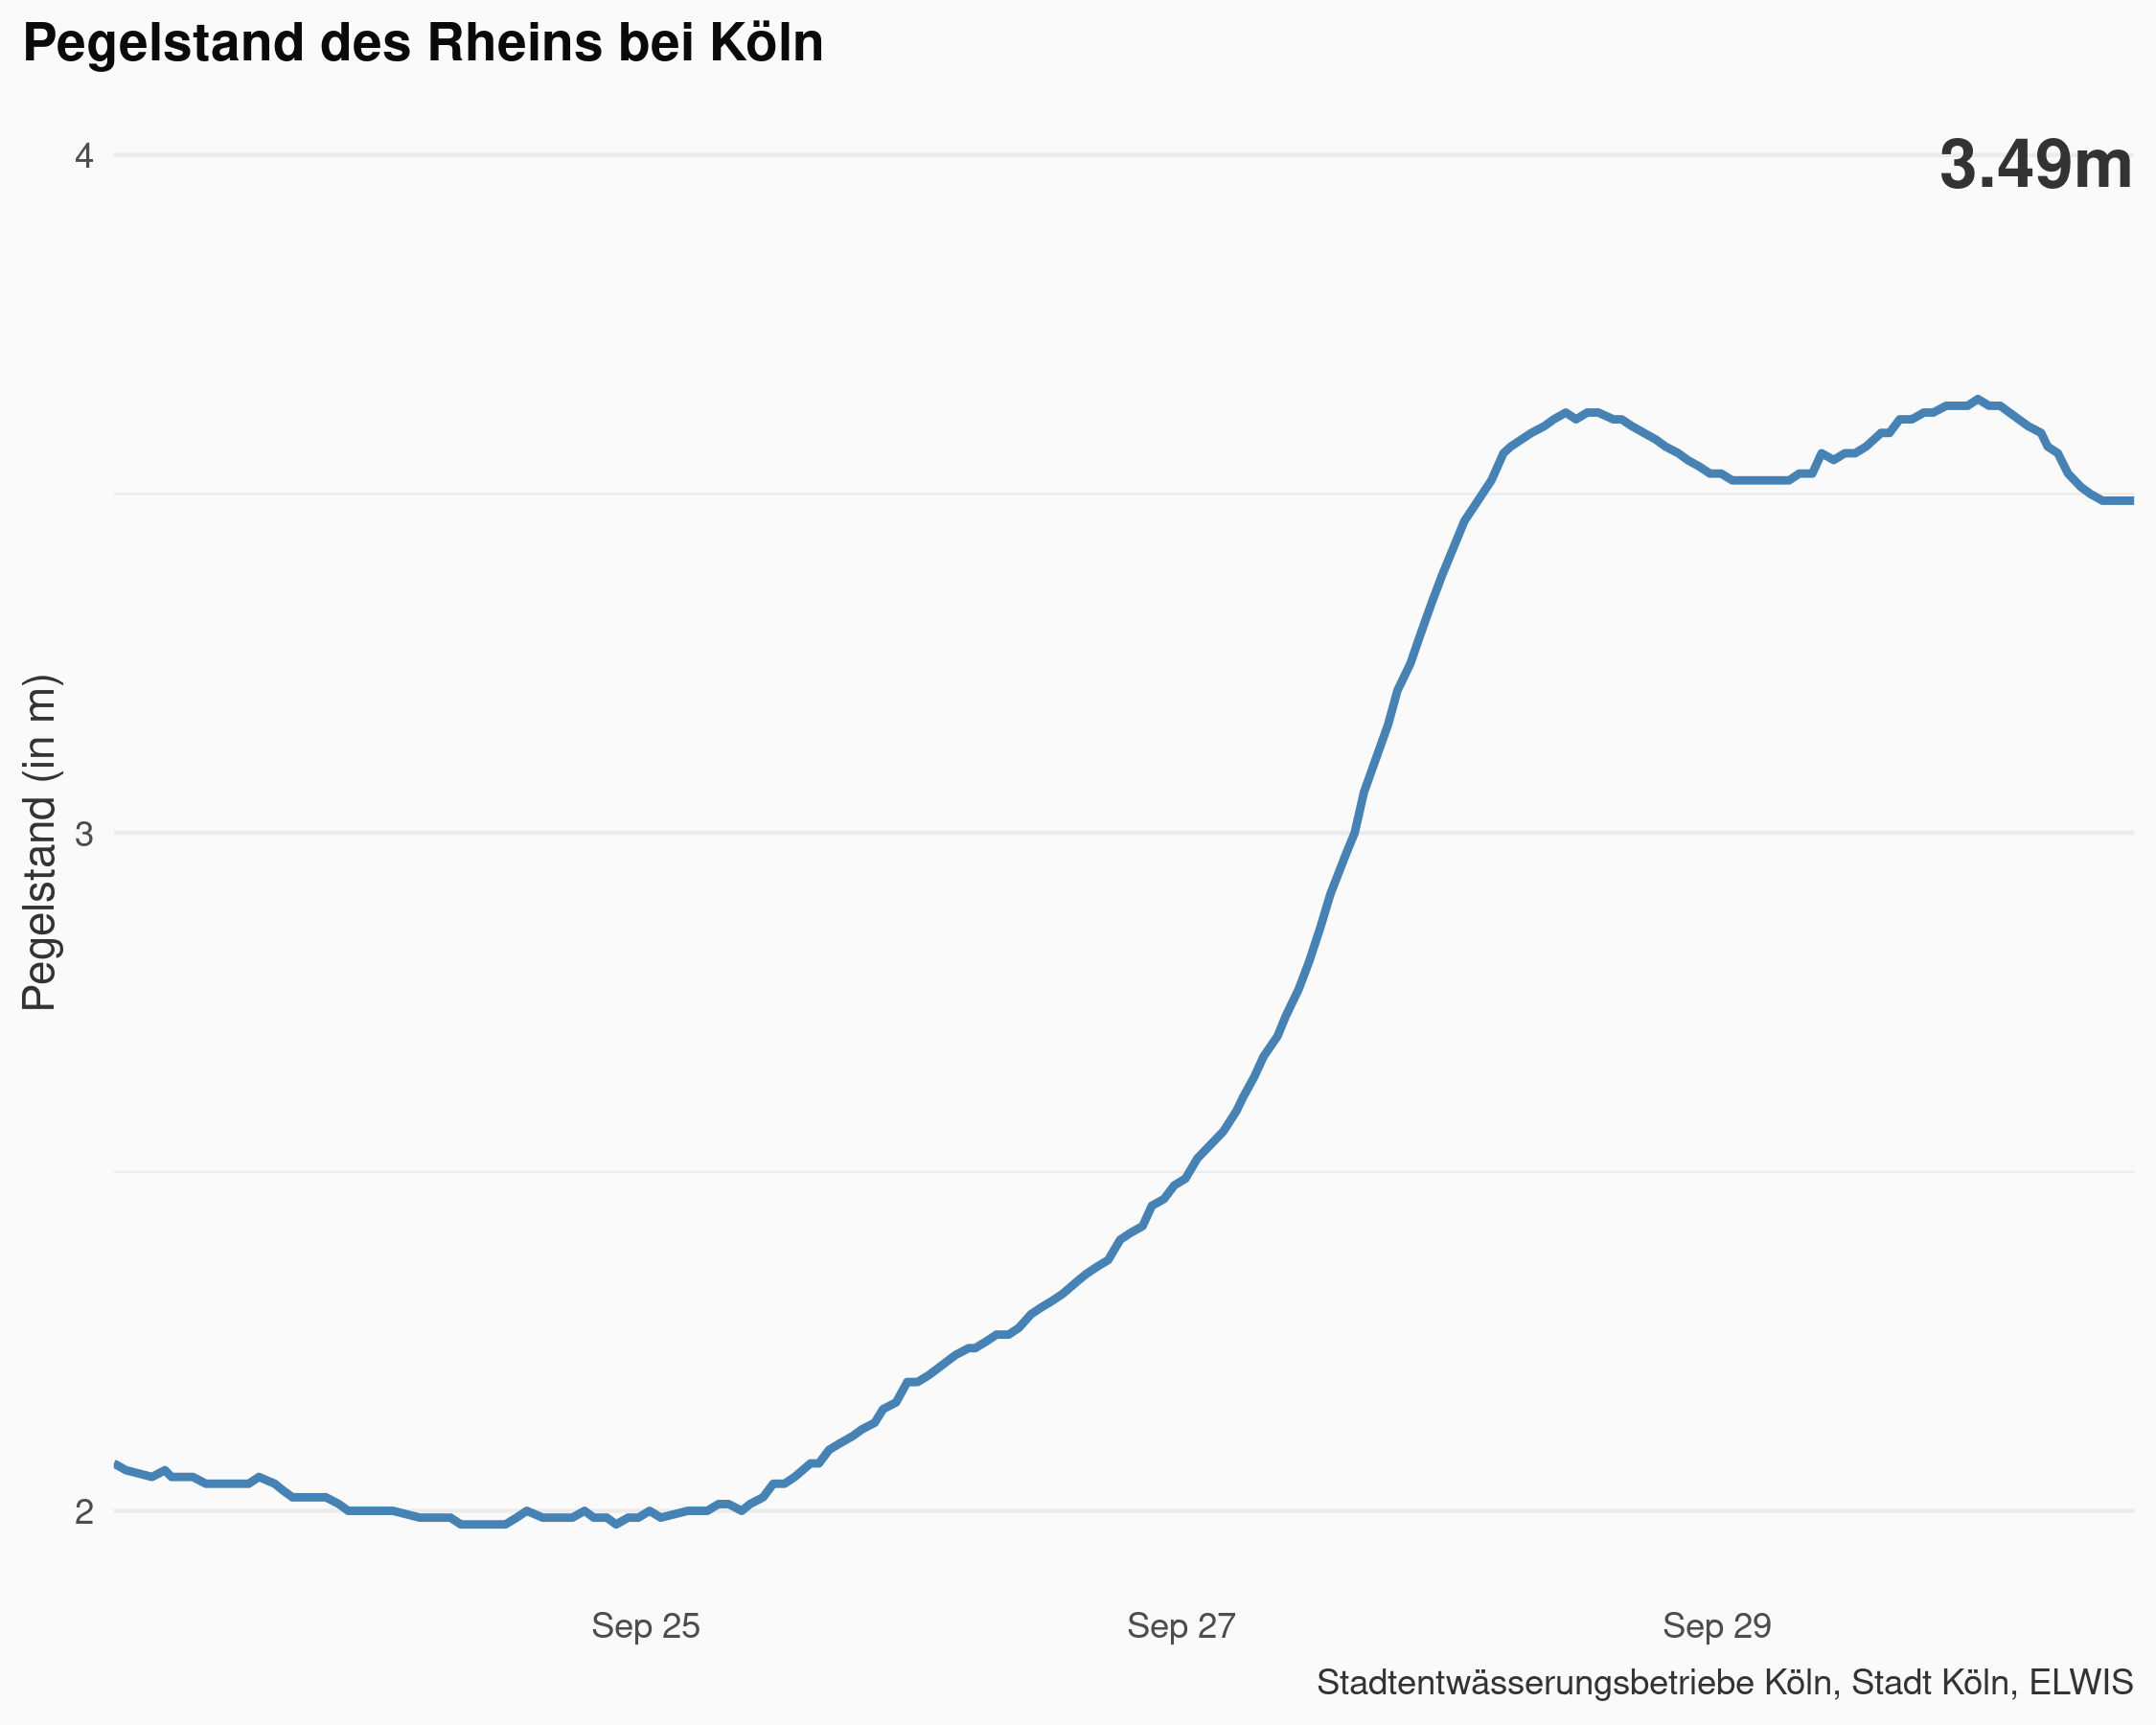 Pegelstand des Rheins bei Köln
3.49m
4
3
2
Pegelstand (in m)
Sep 25
Sep 27
Sep 29
Stadtentwässerungsbetriebe Köln, Stadt Köln, ELWIS